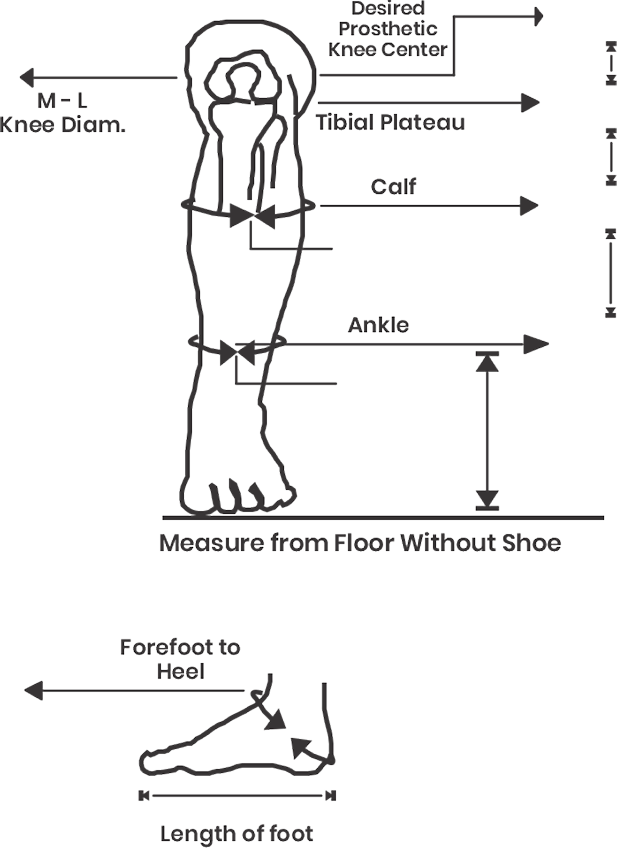 Desired
Prosthetic
Knee Center
M - L
Knee Diam.
Tibial Plateau
Calf
Ankle
Measure from Floor Without Shoe
Forefoot to
Heel
Length of foot